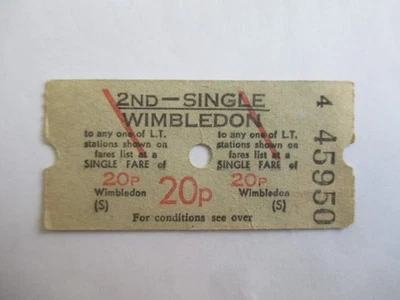 2ND — SINGLE
WIMBLEDON
to any one of L.T. to any one of L.T.
stations shown on stations shown on
fares list at a fares list at a
SINGLE FARE of SINGLE FARE of
20p 20p 20p
Wimbledon Wimbledon
(S) (S)
For conditions see over
4 45950